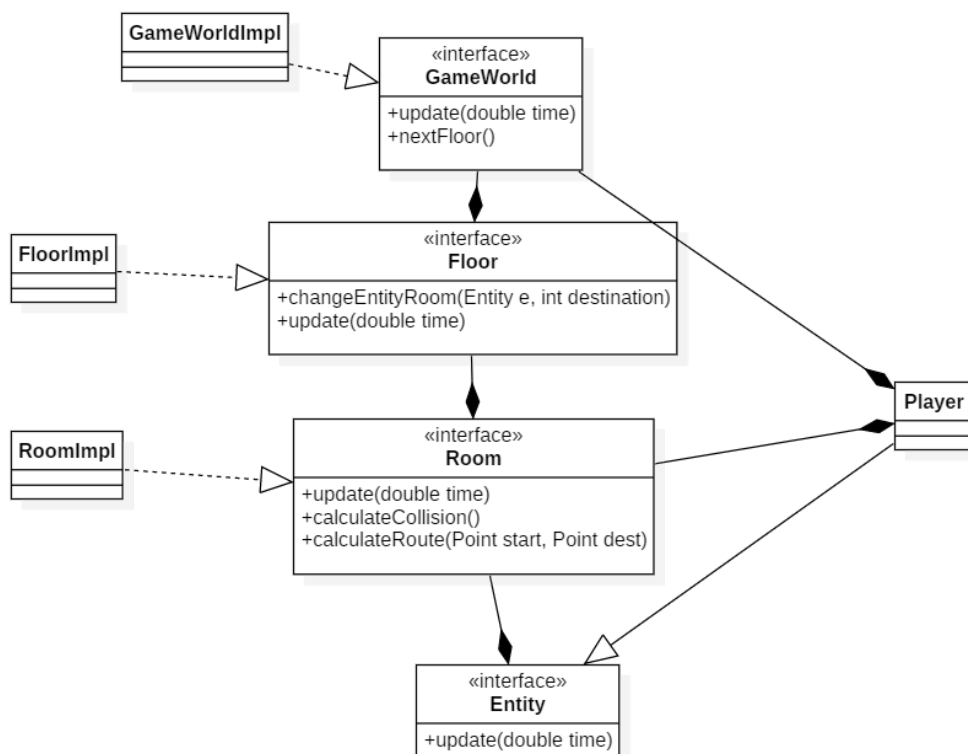 GameWorldImpl
«interface»
GameWorld
+update(double time)
+nextFloor()
FloorImpl
«interface»
Floor
+changeEntityRoom(Entity e, int destination)
+update(double time)
Player
RoomImpl
«interface»
Room
+update(double time)
+calculateCollision()
+calculateRoute(Point start, Point dest)
«interface»
Entity
+update(double time)